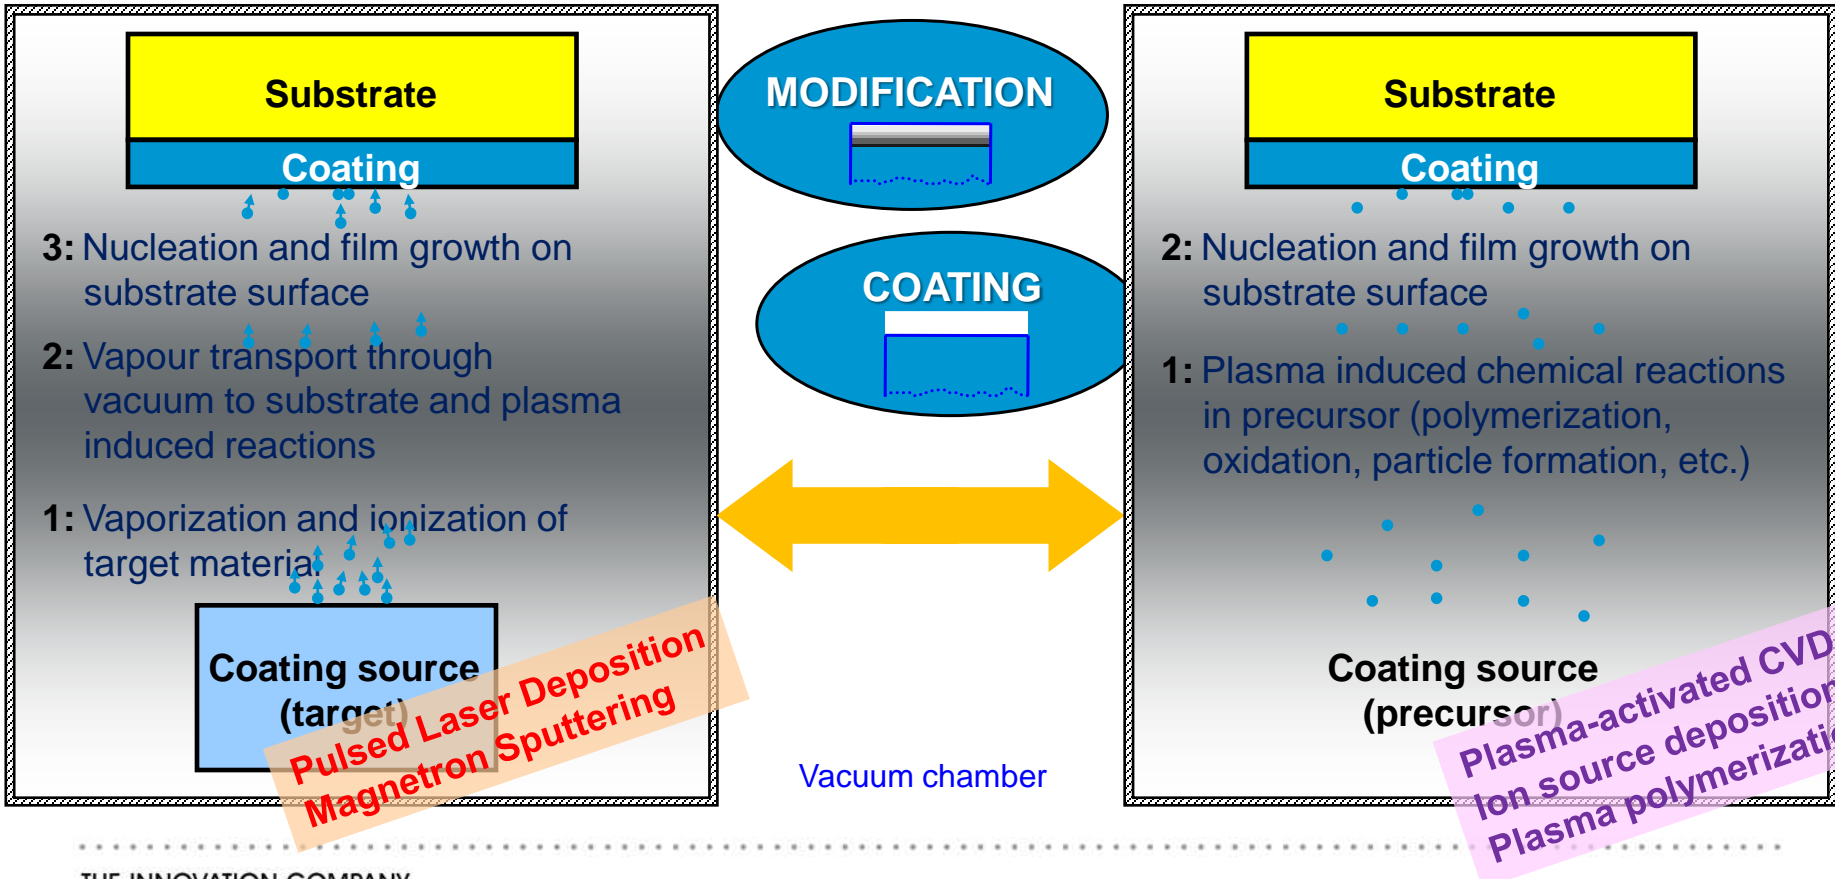 Substrate
Coating
3: Nucleation and film growth on
substrate surface
2: Vapour transport through
vacuum to substrate and plasma
induced reactions
1: Vaporization and ionization of
target material
Coating source
(target)
Pulsed Laser Deposition
Magnetron Sputtering
MODIFICATION
COATING
Vacuum chamber
Substrate
Coating
2: Nucleation and film growth on
substrate surface
1: Plasma induced chemical reactions
in precursor (polymerization,
oxidation, particle formation, etc.)
Coating source
(precursor)
Plasma-activated CVD
Ion source deposition
Plasma polymerizati
THE INNOVATION COMPANY